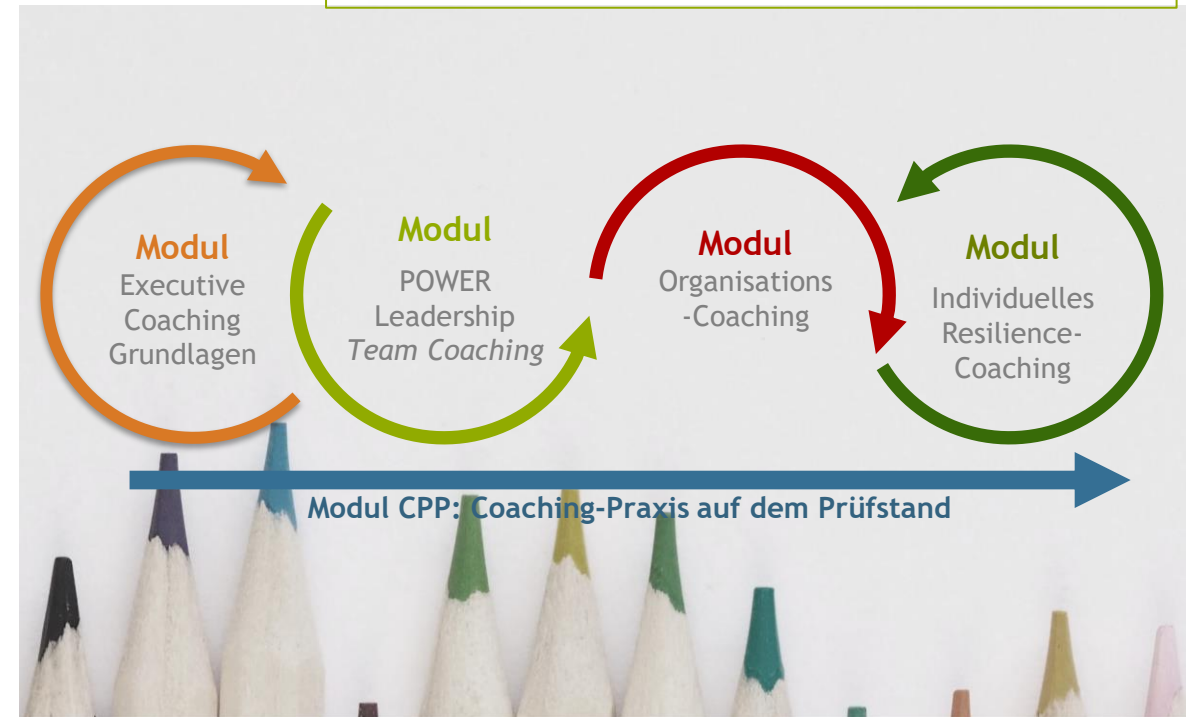 Modul
Executive
Coaching
Grundlagen
Modul
POWER
Leadership
Team Coaching
Modul
Organisations
-Coaching
Modul
Individuelles
Resilience-
Coaching
Modul CPP: Coaching-Praxis auf dem Prüfstand